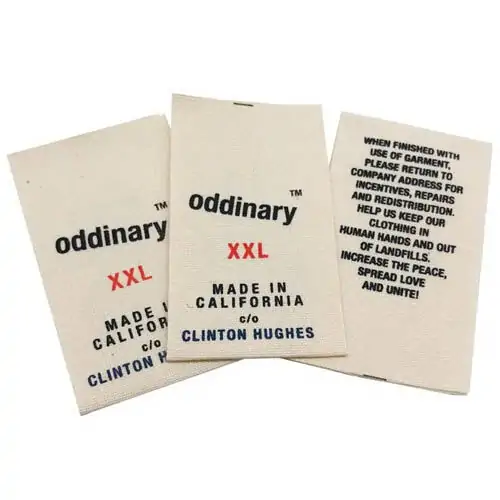 oddinary™
XXL
MADE IN
CALIFORNIA
c/o
CLINTON HUGHES
oddinary™
XXL
MADE IN
CALIFORNIA
c/o
CLINTON HUGHES
WHEN FINISHED WITH
USE OF GARMENT,
PLEASE RETURN TO
COMPANY ADDRESS FOR
INCENTIVES, REPAIRS
AND REDISTRIBUTION.
HELP US KEEP OUR
CLOTHING IN
HUMAN HANDS AND OUT
OF LANDFILLS.
INCREASE THE PEACE,
SPREAD LOVE
AND UNITE!